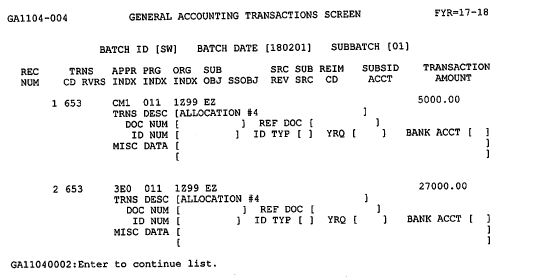 GA1104-004 GENERAL ACCOUNTING TRANSACTIONS SCREEN FYR=17-18
BATCH ID [SW] BATCH DATE [180201] SUBBATCH [01]
REC TRNS APPR PRG ORG SUB SRC SUB REIM SUBSID TRANSACTION
NUM CD RVRS INDX INDX INDX OBJ SSOBJ REV SRC CD ACCT AMOUNT
1 653 CM1 011 1Z99 EZ 5000.00
TRNS DESC [ALLOCATION #4 ]
DOC NUM [ ] REF DOC [ ]
ID NUM [ ] ID TYP [ ] YRQ [ ] BANK ACCT [ ]
MISC DATA [ ]
[ ]
2 653 3E0 011 1Z99 EZ 27000.00
TRNS DESC [ALLOCATION #4 ]
DOC NUM [ ] REF DOC [ ]
ID NUM [ ] ID TYP [ ] YRQ [ ] BANK ACCT [ ]
MISC DATA [ ]
[ ]
GA11040002:Enter to continue list.